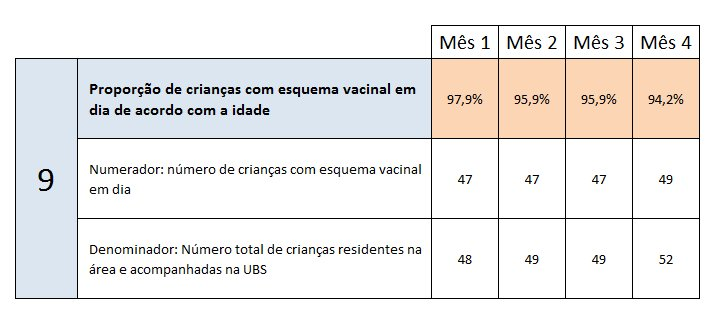 Mês 1 Mês 2 Mês 3 Mês 4
9
Proporção de crianças com esquema vacinal em
dia de acordo com a idade
97,9% 95,9% 95,9% 94,2%
Numerador: número de crianças com esquema vacinal
em dia
47 47 47 49
Denominador: Número total de crianças residentes na
área e acompanhadas na UBS
48 49 49 52